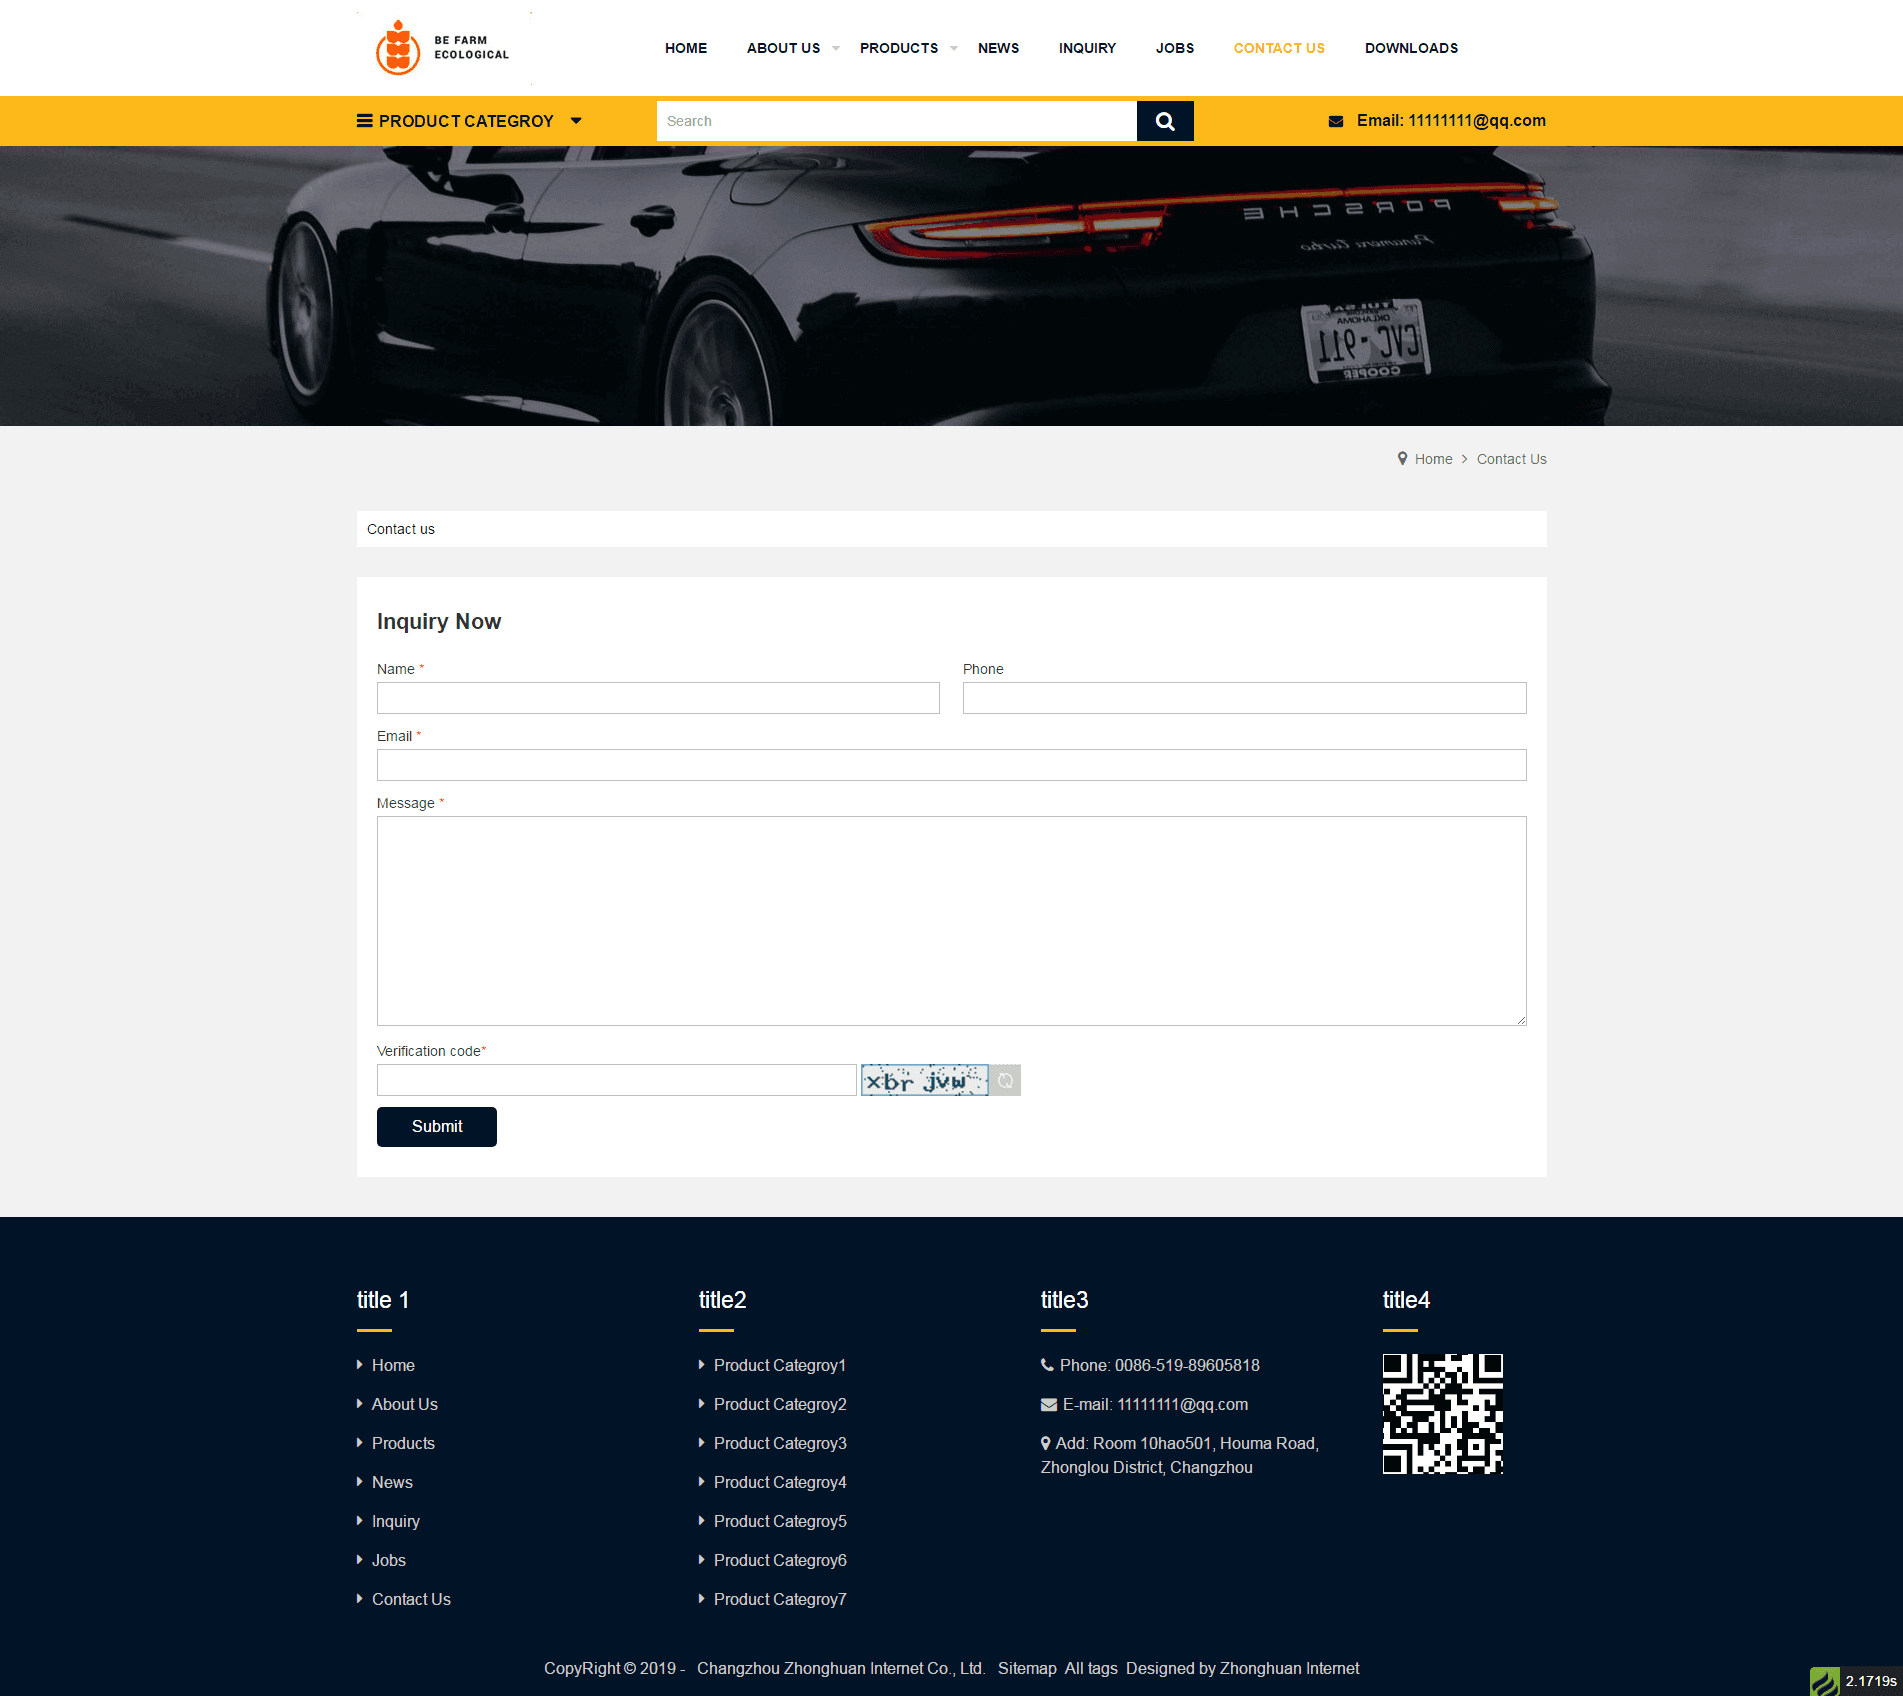 BE FARM
ECOLOGICAL
HOME ABOUT US PRODUCTS NEWS INQUIRY JOBS CONTACT US DOWNLOADS
PRODUCT CATEGROY
Search
Email: 11111111@qq.com
PORSCHE
Panamera turbo
OKLAHOMA
CVC-911
COOPER
Home > Contact Us
Contact us
Inquiry Now
Name *
Phone
Email *
Message *
Verification code*
xbr jvw
Submit
title 1
Home
About Us
Products
News
Inquiry
Jobs
Contact Us
title2
Product Categroy1
Product Categroy2
Product Categroy3
Product Categroy4
Product Categroy5
Product Categroy6
Product Categroy7
title3
Phone: 0086-519-89605818
E-mail: 11111111@qq.com
Add: Room 10hao501, Houma Road,
Zhonglou District, Changzhou
title4
CopyRight © 2019 - Changzhou Zhonghuan Internet Co., Ltd. Sitemap All tags Designed by Zhonghuan Internet
2.1719s